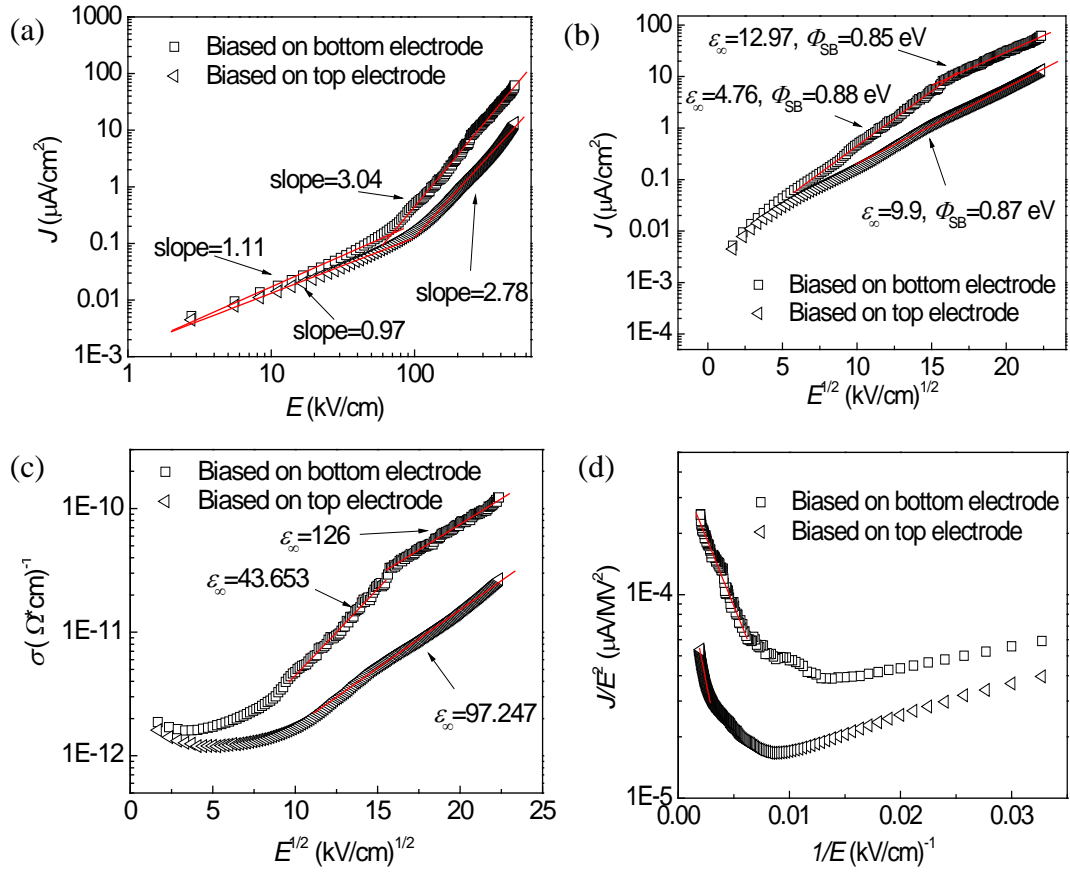 (a)
Biased on bottom electrode
Biased on top electrode
100
10
1
0.1
0.01
1E-3
J (μA/cm²)
slope=3.04
slope=1.11
slope=0.97
slope=2.78
1 10 100
E (kV/cm)
(b)
100
10
1
0.1
0.01
1E-3
1E-4
J (μA/cm²)
ε∞=12.97, ΦSB=0.85 eV
ε∞=4.76, ΦSB=0.88 eV
ε∞=9.9, ΦSB=0.87 eV
Biased on bottom electrode
Biased on top electrode
0 5 10 15 20
E^1/2 (kV/cm)^1/2
(c)
Biased on bottom electrode
Biased on top electrode
1E-10
1E-11
1E-12
σ (Ω*cm)⁻¹
ε∞=126
ε∞=43.653
ε∞=97.247
0 5 10 15 20 25
E^1/2 (kV/cm)^1/2
(d)
Biased on bottom electrode
Biased on top electrode
1E-4
1E-5
J/E² (μA/MV²)
0.00 0.01 0.02 0.03
1/E (kV/cm)⁻¹